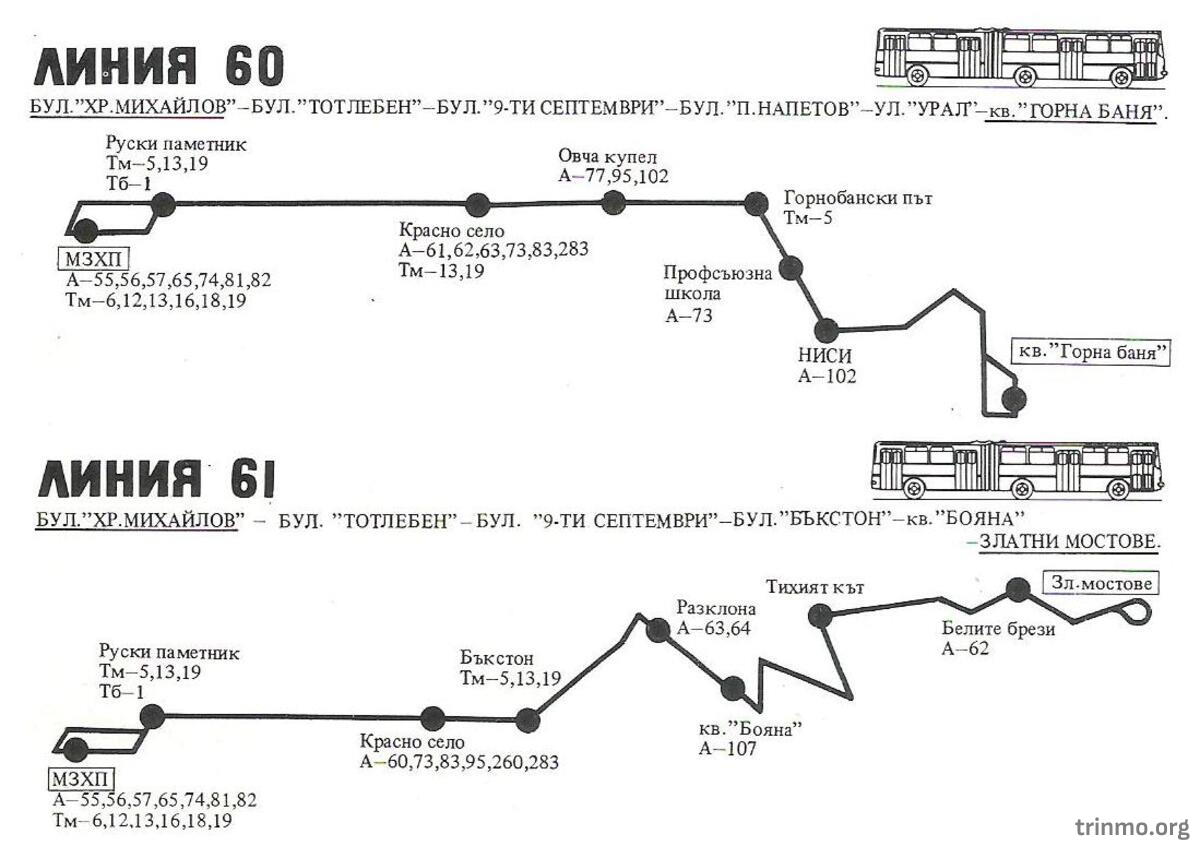 ЛИНИЯ 60
БУЛ."ХР.МИХАЙЛОВ"–БУЛ."ТОТЛЕБЕН"–БУЛ."9-ТИ СЕПТЕМВРИ"–БУЛ."П.НАПЕТОВ"–УЛ."УРАЛ"–кв."ГОРНА БАНЯ".
Руски паметник
Тм–5,13,19
Тб–1
Овча купел
А–77,95,102
Горнобански път
Тм–5
Красно село
А–61,62,63,73,83,283
Тм–13,19
МЗХП
А–55,56,57,65,74,81,82
Тм–6,12,13,16,18,19
Профсъюзна
школа
А–73
НИСИ
А–102
кв."Горна баня"
ЛИНИЯ 61
БУЛ."ХР.МИХАЙЛОВ" – БУЛ. "ТОТЛЕБЕН"–БУЛ. "9-ТИ СЕПТЕМВРИ"–БУЛ."БЪКСТОН"–кв."БОЯНА"
–ЗЛАТНИ МОСТОВЕ.
Тихият кът
Зл.мостове
Разклона
А–63,64
Белите брези
А–62
Руски паметник
Тм–5,13,19
Тб–1
Бъкстон
Тм–5,13,19
кв."Бояна"
А–107
Красно село
А–60,73,83,95,260,283
МЗХП
А–55,56,57,65,74,81,82
Тм–6,12,13,16,18,19
trinmo.org